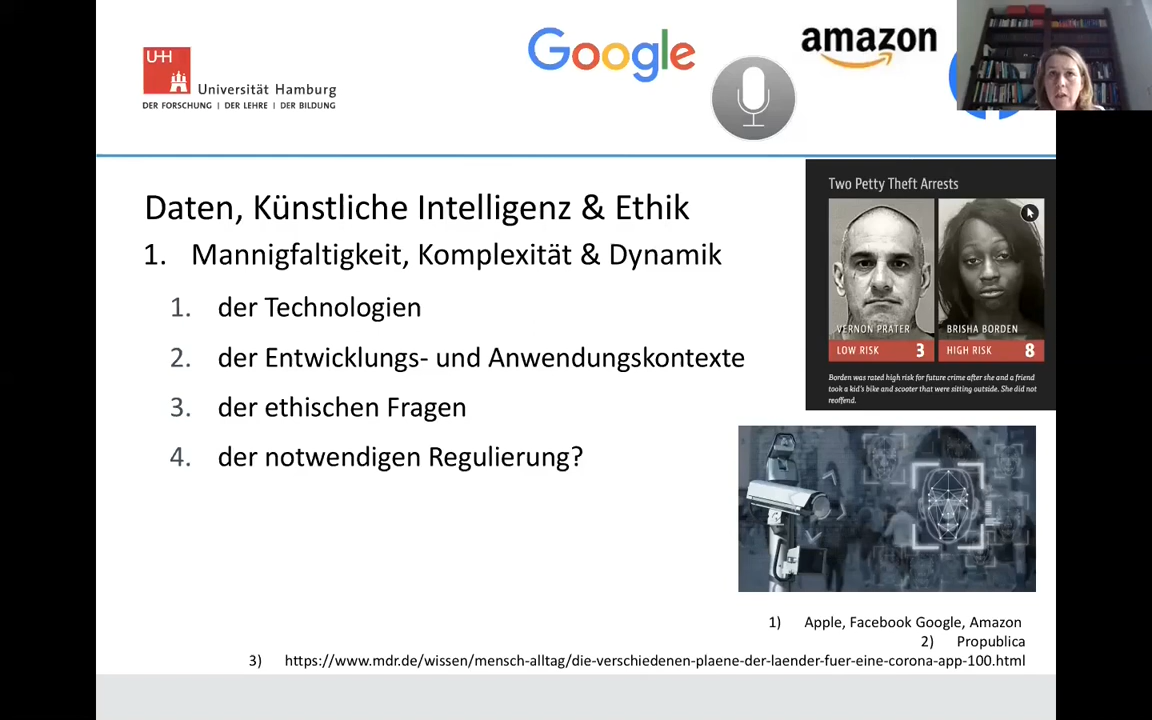 Google
amazon
UHH
Universität Hamburg
DER FORSCHUNG | DER LEHRE | DER BILDUNG
Daten, Künstliche Intelligenz & Ethik
1. Mannigfaltigkeit, Komplexität & Dynamik
1. der Technologien
2. der Entwicklungs- und Anwendungskontexte
3. der ethischen Fragen
4. der notwendigen Regulierung?
Two Petty Theft Arrests
VERNON PRATER
LOW RISK 3
BRISHA BORDEN
HIGH RISK 8
Borden was rated high risk for future crime after she and a friend
took a kid's bike and scooter that were sitting outside. She did not
reoffend.
1) Apple, Facebook Google, Amazon
2) Propublica
3) https://www.mdr.de/wissen/mensch-alltag/die-verschiedenen-plaene-der-laender-fuer-eine-corona-app-100.html